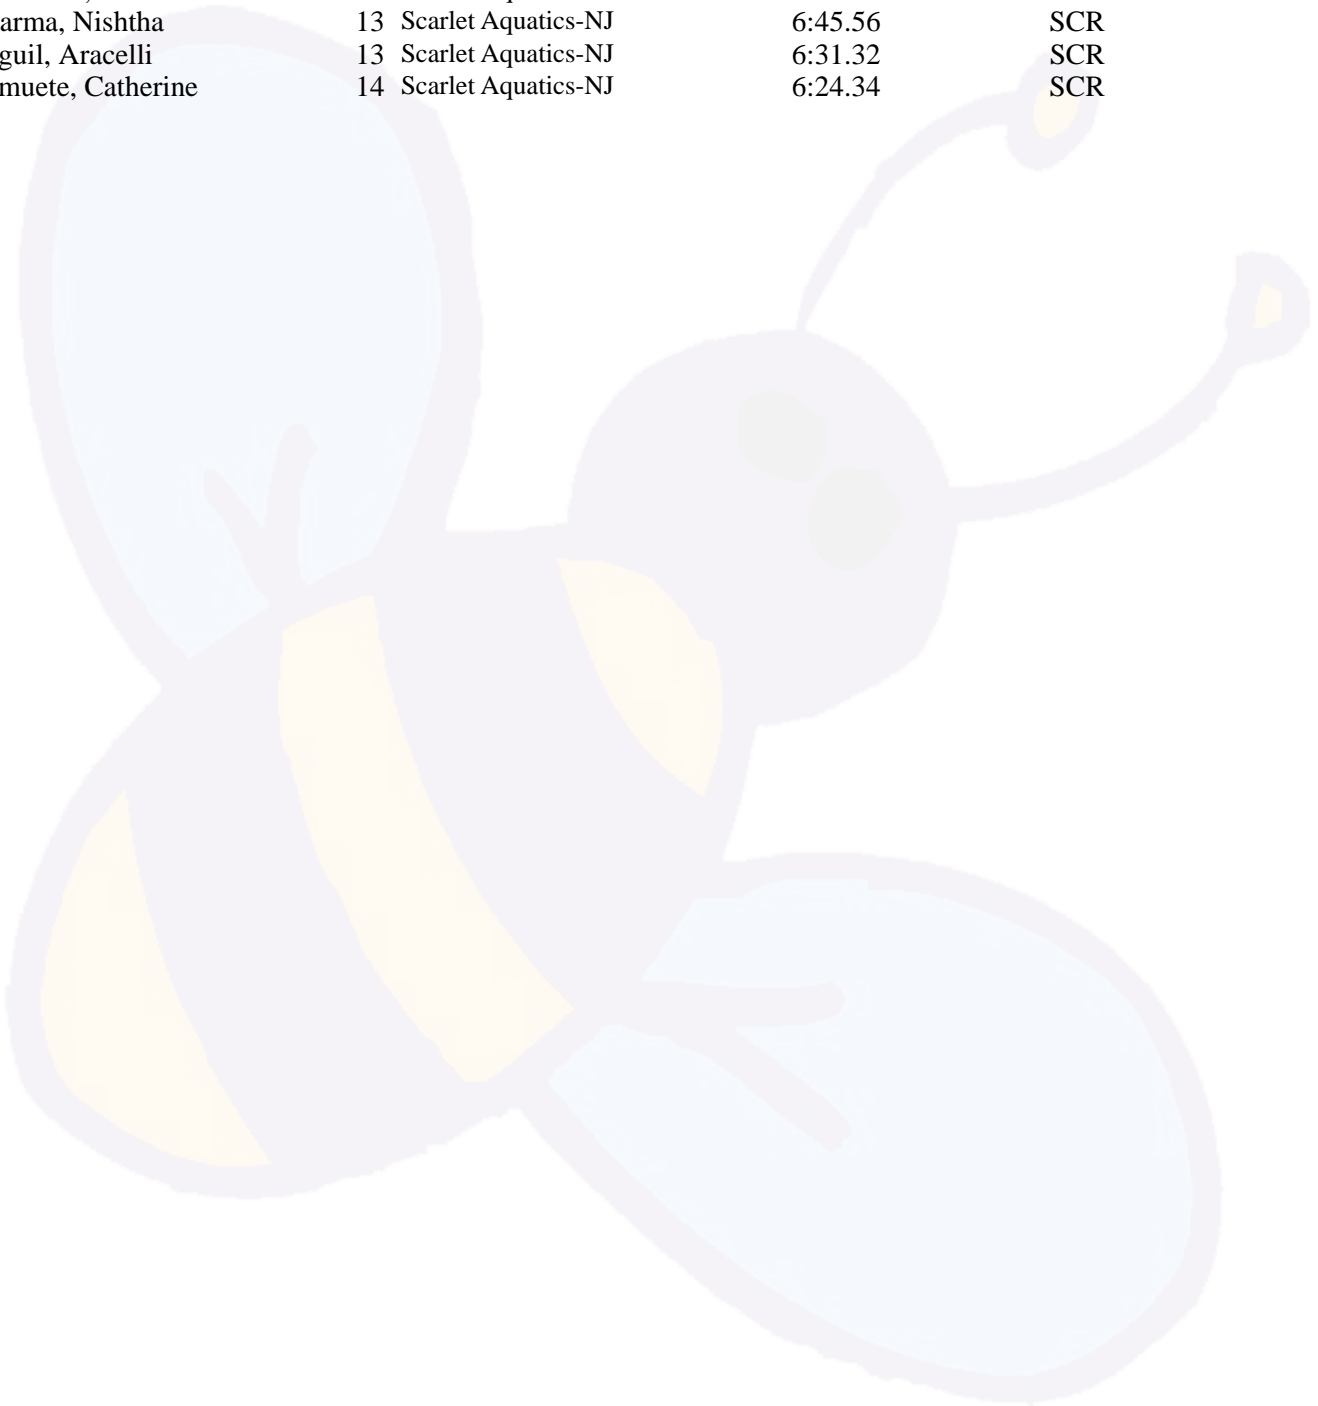 arma, Nishtha 13 Scarlet Aquatics-NJ 6:45.56 SCR
guil, Aracelli 13 Scarlet Aquatics-NJ 6:31.32 SCR
muete, Catherine 14 Scarlet Aquatics-NJ 6:24.34 SCR